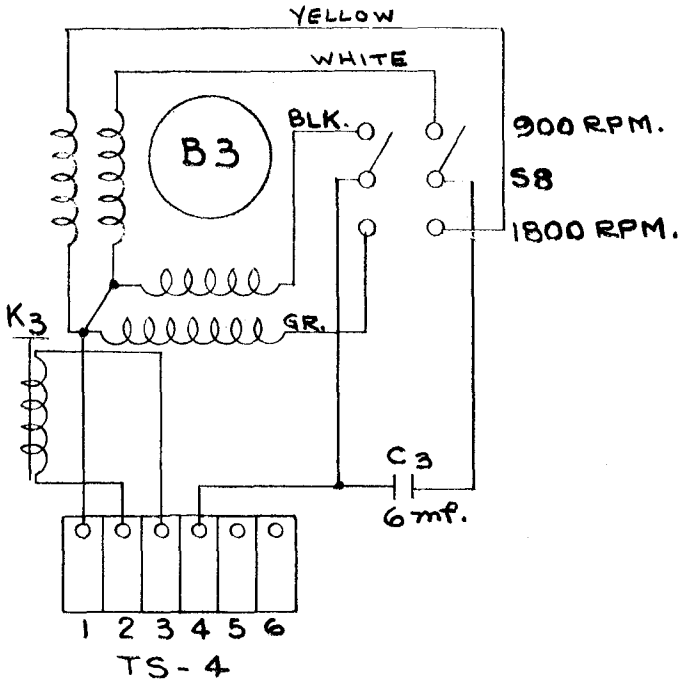 YELLOW
WHITE
BLK.
B3
900 RPM.
S8
1800 RPM.
K3
GR.
C3
6 mf.
1 2 3 4 5 6
TS-4